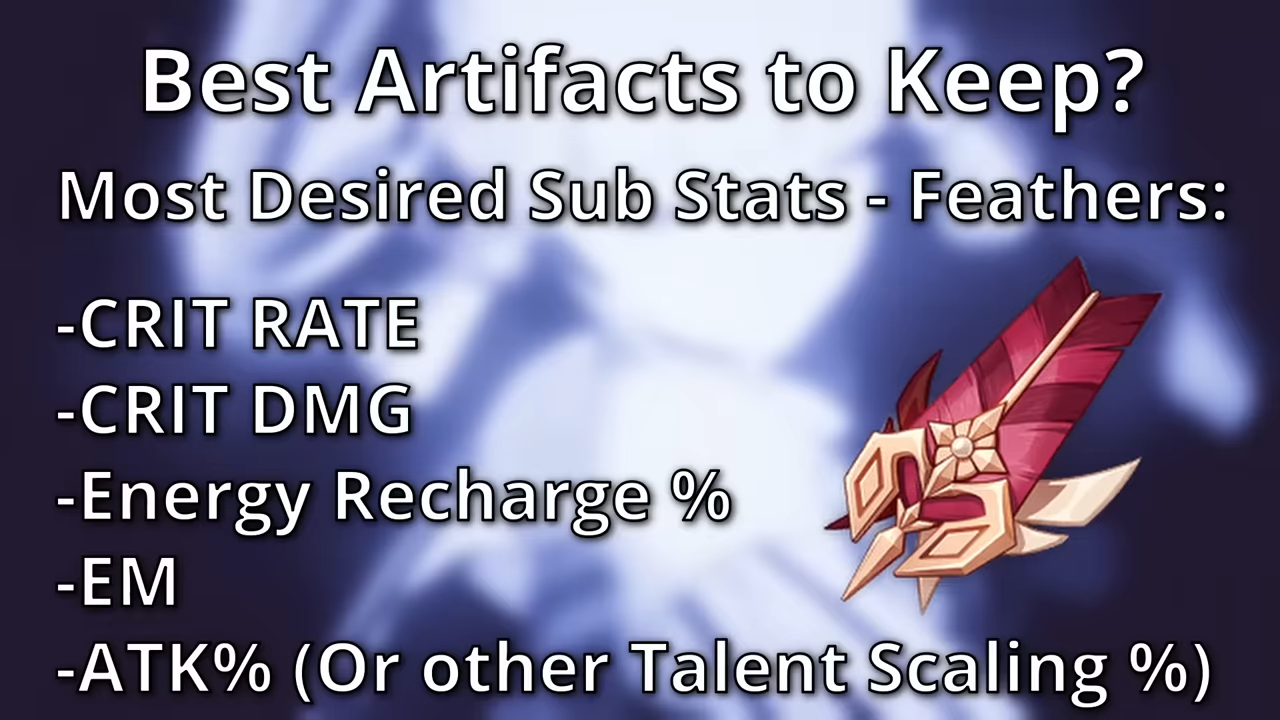 Best Artifacts to Keep?
Most Desired Sub Stats - Feathers:
-CRIT RATE
-CRIT DMG
-Energy Recharge %
-EM
-ATK% (Or other Talent Scaling %)